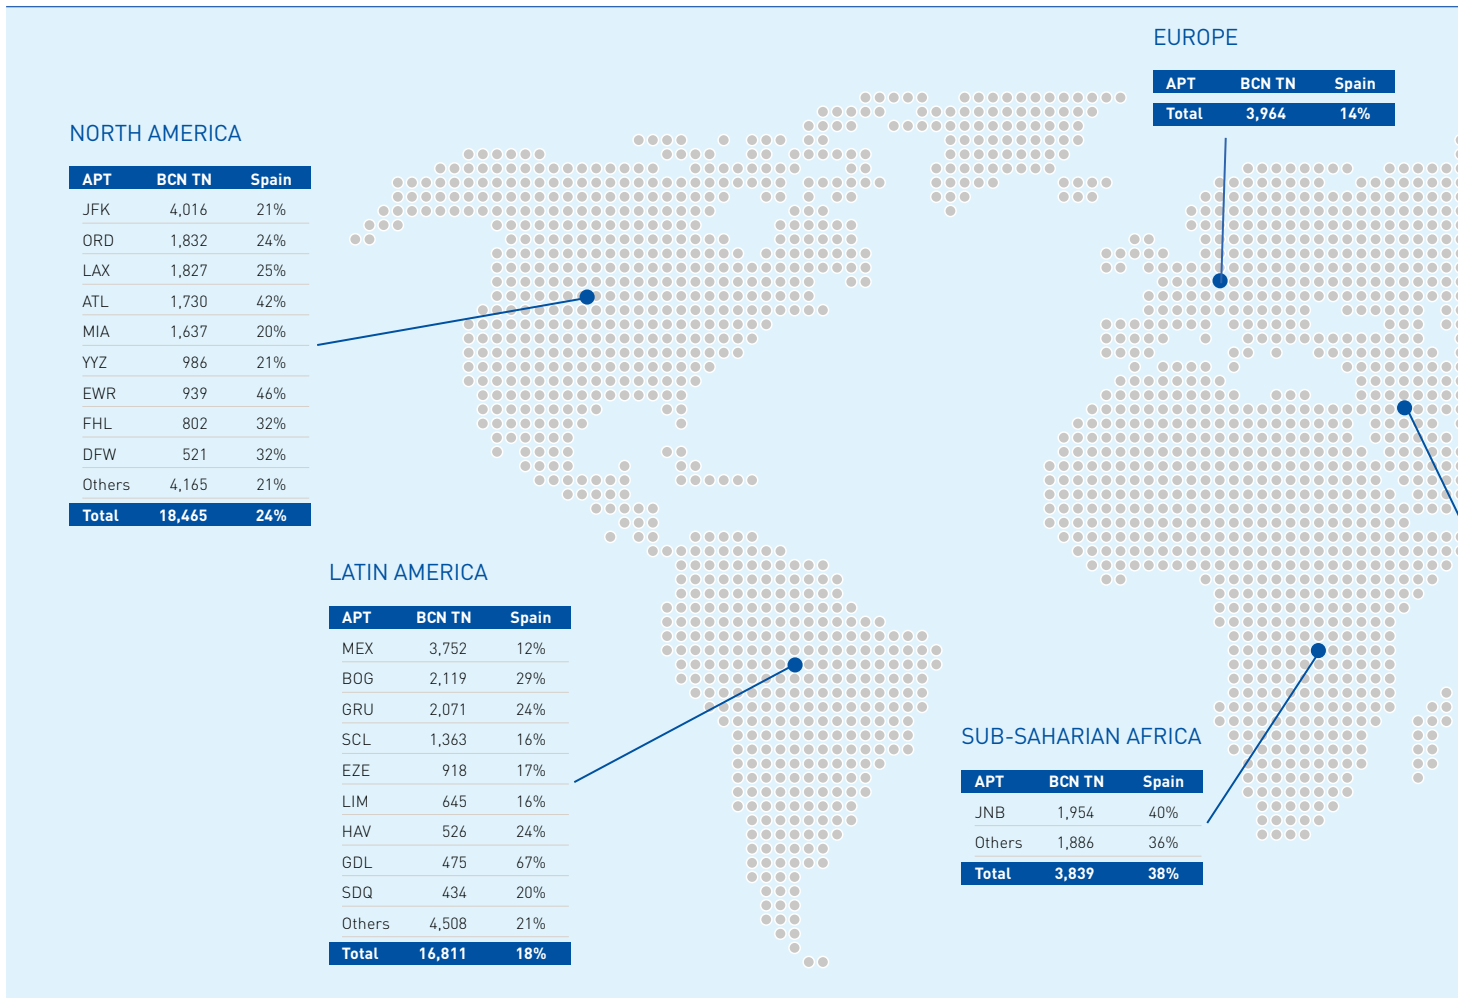 EUROPE
APT BCN TN Spain
Total 3,964 14%
NORTH AMERICA
APT BCN TN Spain
JFK 4,016 21%
ORD 1,832 24%
LAX 1,827 25%
ATL 1,730 42%
MIA 1,637 20%
YYZ 986 21%
EWR 939 46%
FHL 802 32%
DFW 521 32%
Others 4,165 21%
Total 18,465 24%
LATIN AMERICA
APT BCN TN Spain
MEX 3,752 12%
BOG 2,119 29%
GRU 2,071 24%
SCL 1,363 16%
EZE 918 17%
LIM 645 16%
HAV 526 24%
GDL 475 67%
SDQ 434 20%
Others 4,508 21%
Total 16,811 18%
SUB-SAHARIAN AFRICA
APT BCN TN Spain
JNB 1,954 40%
Others 1,886 36%
Total 3,839 38%